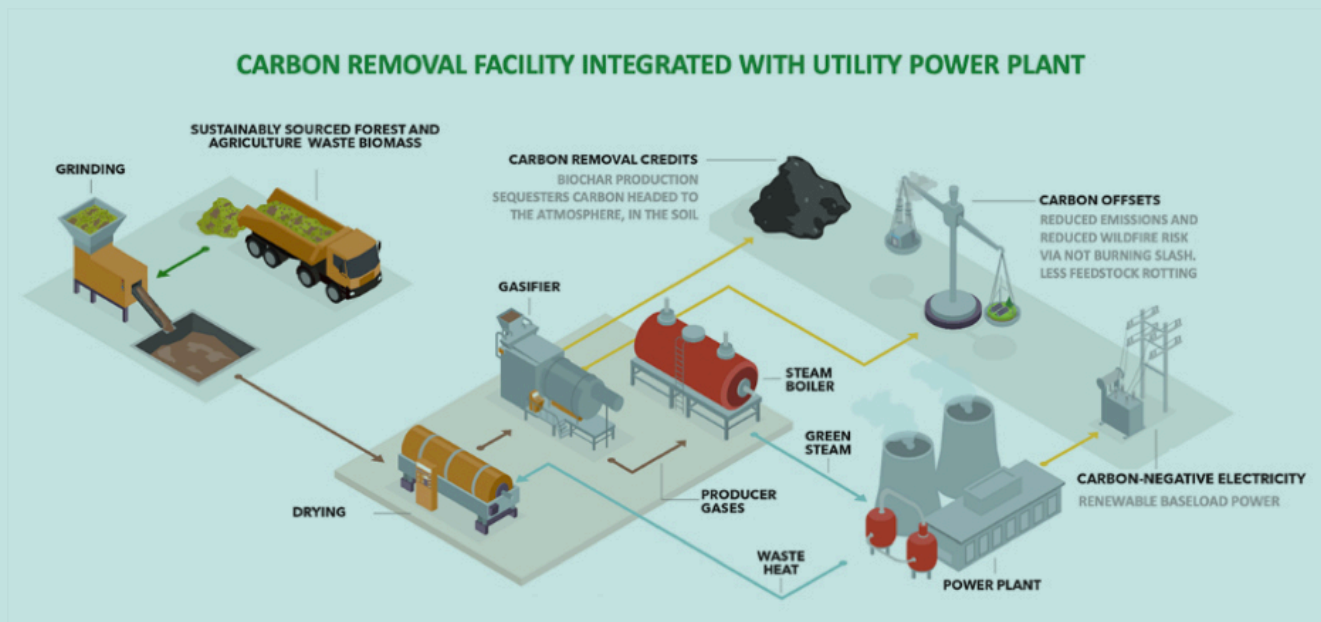 CARBON REMOVAL FACILITY INTEGRATED WITH UTILITY POWER PLANT
SUSTAINABLY SOURCED FOREST AND
AGRICULTURE WASTE BIOMASS
GRINDING
CARBON REMOVAL CREDITS
BIOCHAR PRODUCTION
SEQUESTERS CARBON HEADED TO
THE ATMOSPHERE, IN THE SOIL
CARBON OFFSETS
REDUCED EMISSIONS AND
REDUCED WILDFIRE RISK
VIA NOT BURNING SLASH.
LESS FEEDSTOCK ROTTING
GASIFIER
STEAM
BOILER
GREEN
STEAM
CARBON-NEGATIVE ELECTRICITY
RENEWABLE BASELOAD POWER
PRODUCER
GASES
DRYING
WASTE
HEAT
POWER PLANT